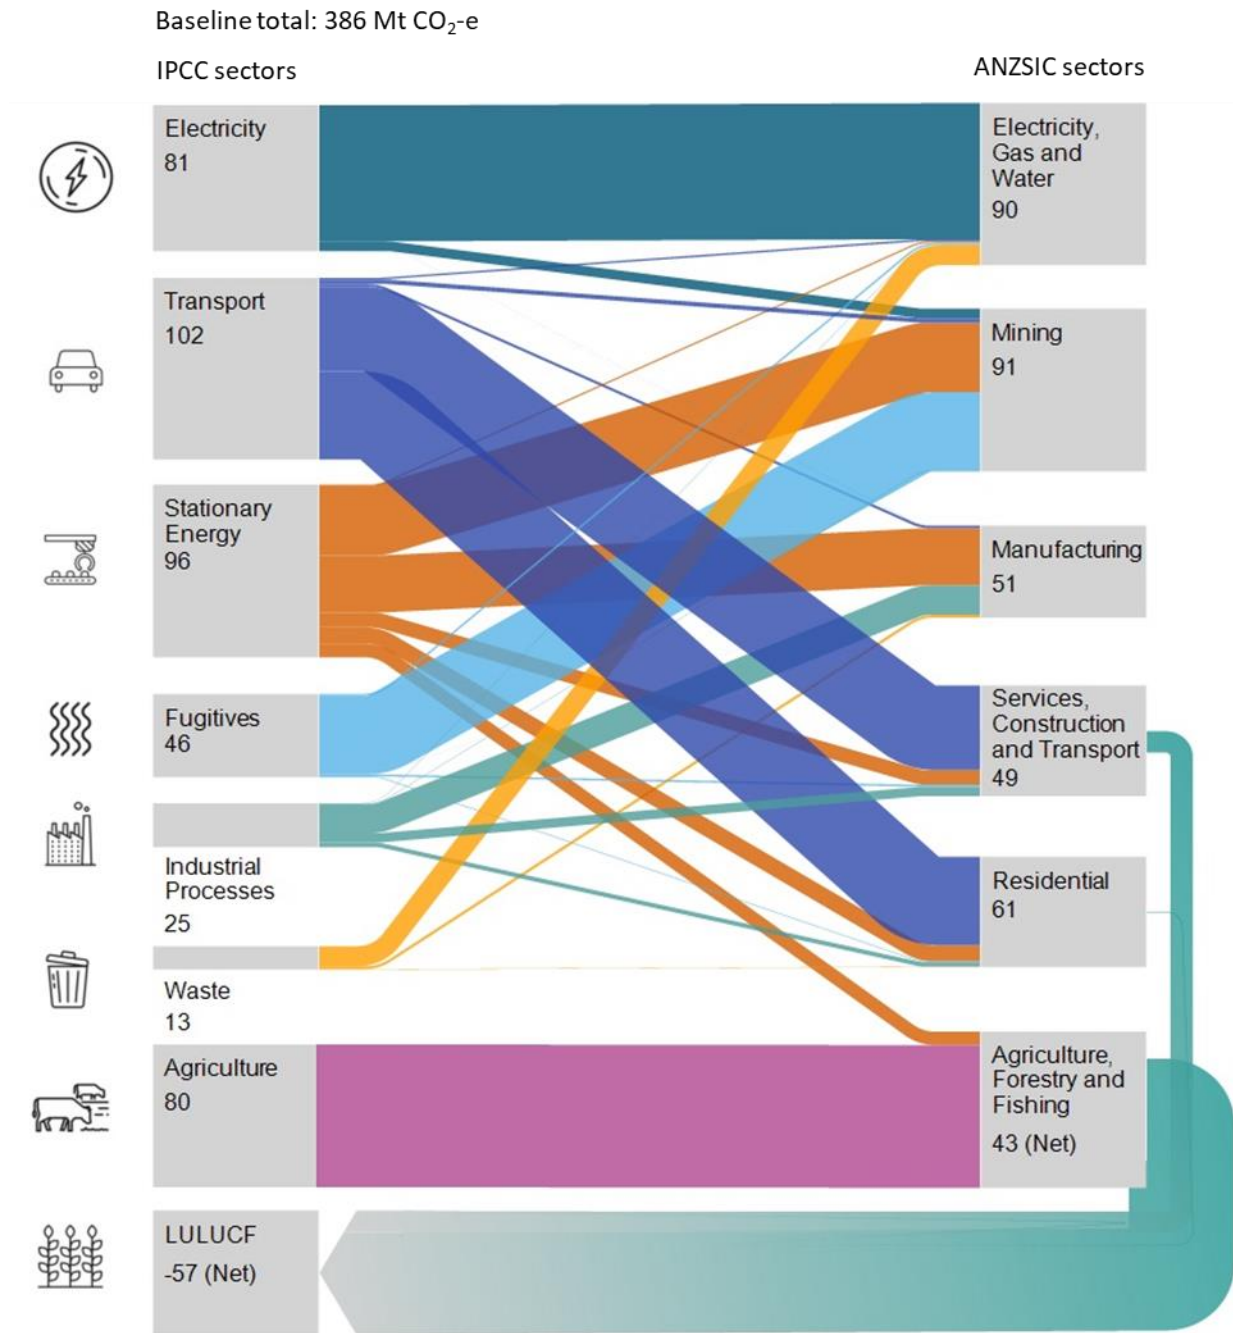 Baseline total: 386 Mt CO₂-e
IPCC sectors
ANZSIC sectors
Electricity
81
Transport
102
Stationary
Energy
96
Fugitives
46
Industrial
Processes
25
Waste
13
Agriculture
80
LULUCF
-57 (Net)
Electricity,
Gas and
Water
90
Mining
91
Manufacturing
51
Services,
Construction
and Transport
49
Residential
61
Agriculture,
Forestry and
Fishing
43 (Net)